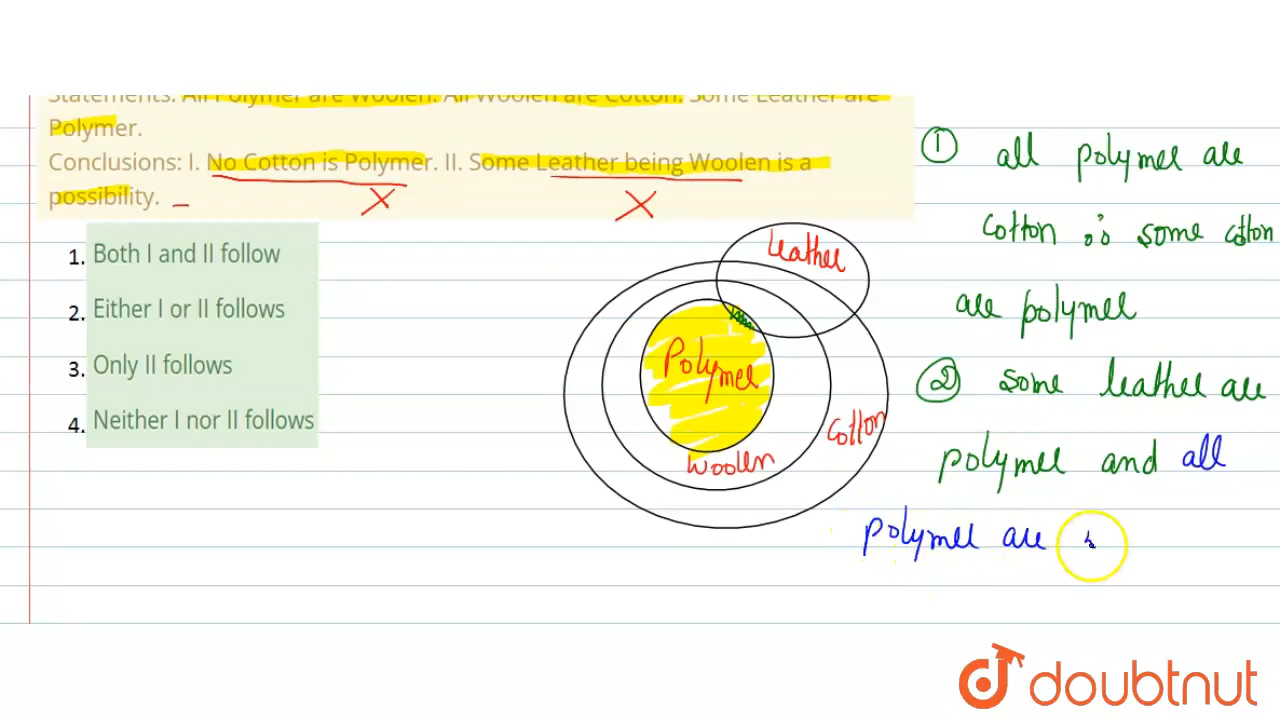 Statements: All Polymer are Woolen. All Woolen are Cotton. Some Leather are
Polymer.
Conclusions: I. No Cotton is Polymer. II. Some Leather being Woolen is a
possibility.
1. Both I and II follow
2. Either I or II follows
3. Only II follows
4. Neither I nor II follows
Leather
Polymer
Cotton
Woolen
① all polymer are
cotton ∴ some cotton
are polymer
② some leather are
polymer and all
polymer are
doubtnut